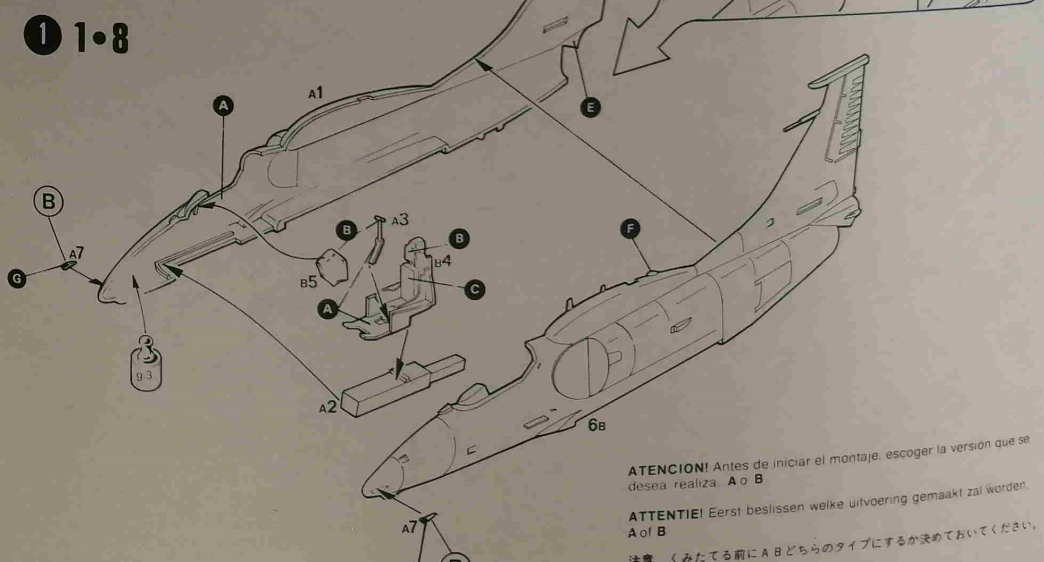 1 1•8
A
A1
E
B
A7
G
B
A3
B
B4
B5
C
A
F
g.3
A2
6B
A7
ATENCION! Antes de iniciar el montaje. escoger la versión que se
desea realiza. A o B
ATTENTIE! Eerst beslissen welke uitvoering gemaakt zal worden.
A of B
注意 くみたてる前にA Bどちらのタイプにするか決めておいてください。